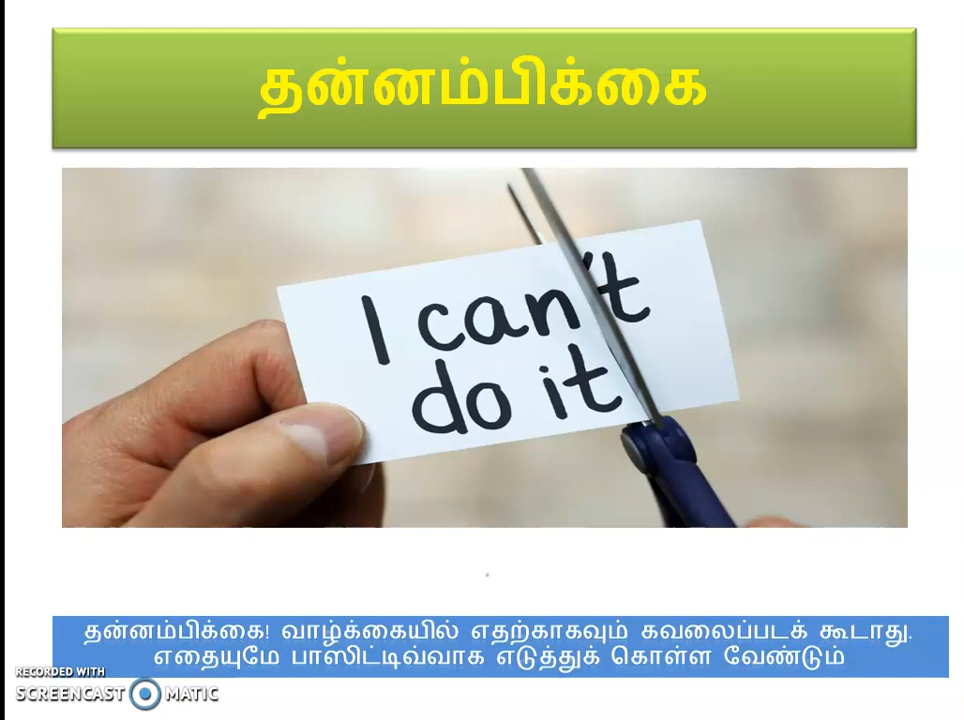 தன்னம்பிக்கை
I can't
do it
தன்னம்பிக்கை! வாழ்க்கையில் எதற்காகவும் கவலைப்படக் கூடாது.
எதையுமே பாஸிட்டிவ்வாக எடுத்துக் கொள்ள வேண்டும்
RECORDED WITH
SCREENCAST MATIC